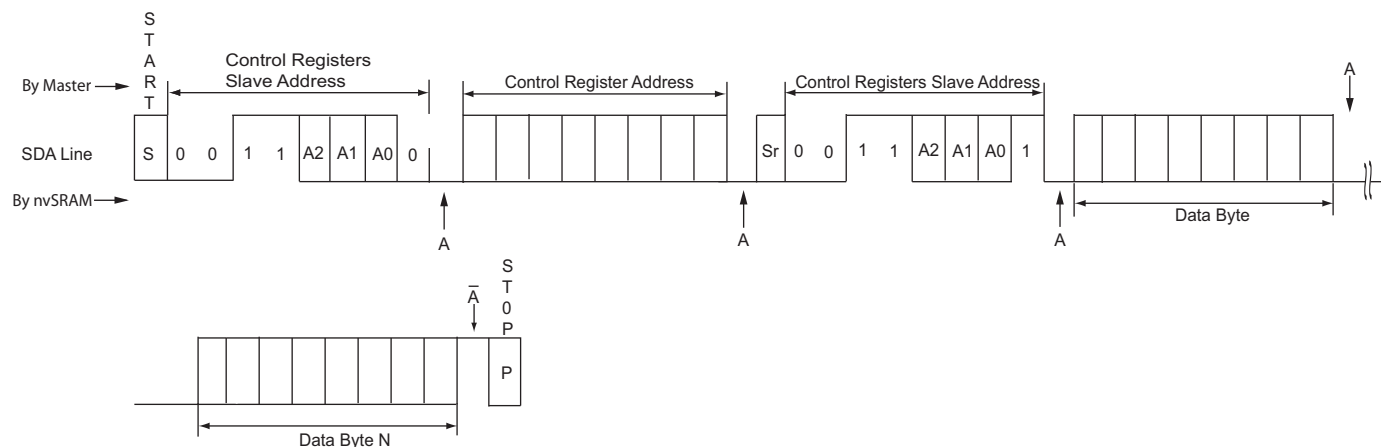 START
Control Registers
Slave Address
Control Register Address
Control Registers Slave Address
A
By Master
SDA Line
S 0 0 1 1 A2 A1 A0 0 Sr 0 0 1 1 A2 A1 A0 1
By nvSRAM
A A A
Data Byte
A̅
ST0P
P
Data Byte N